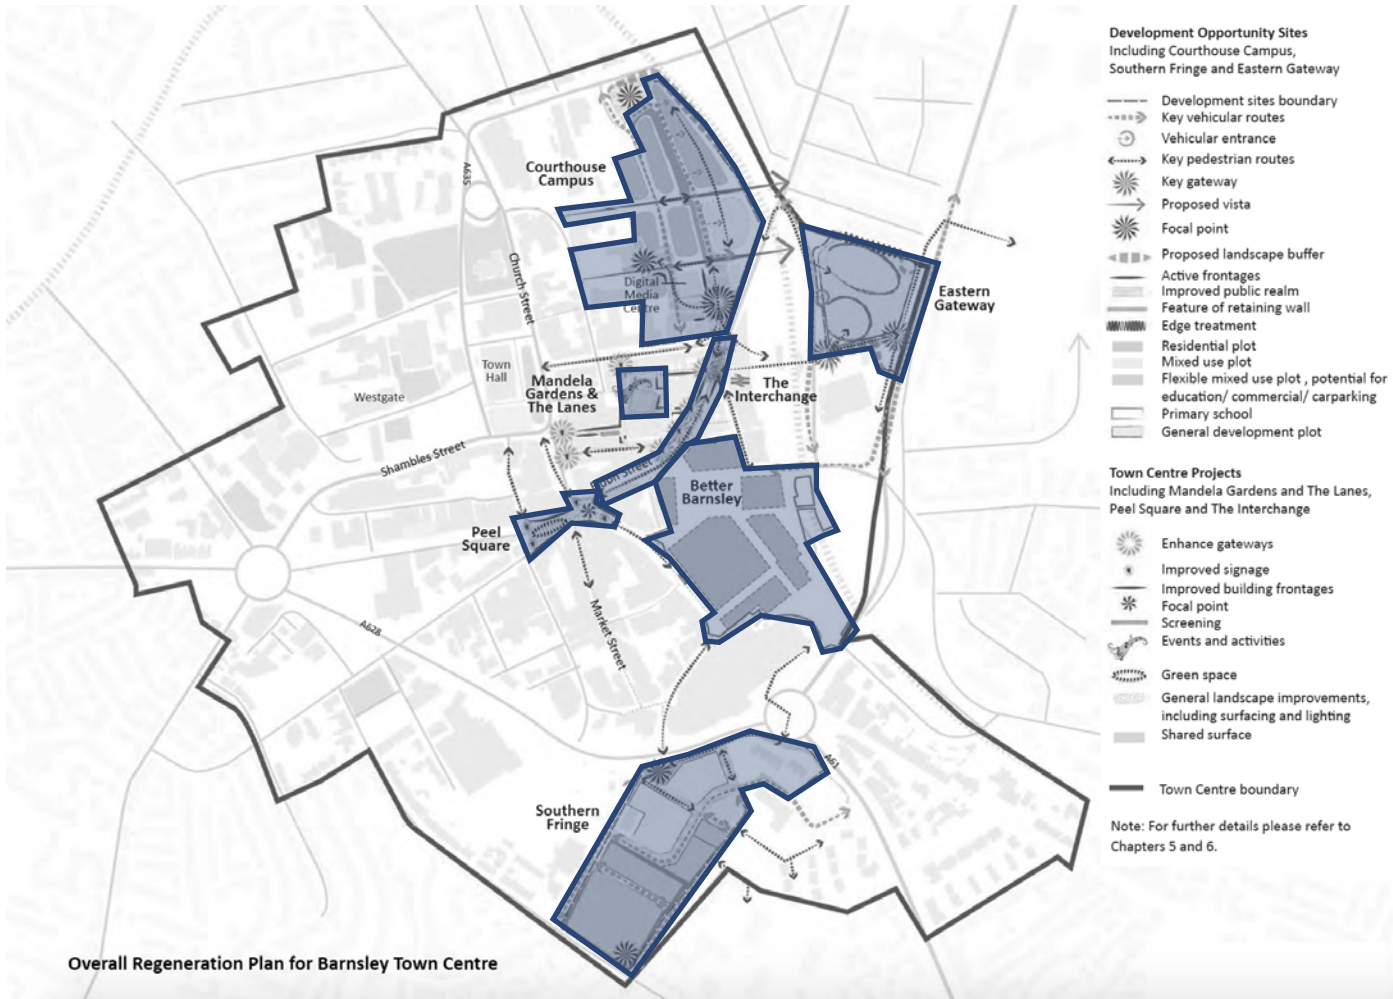 Development Opportunity Sites
Including Courthouse Campus,
Southern Fringe and Eastern Gateway
Development sites boundary
Key vehicular routes
Vehicular entrance
Key pedestrian routes
Key gateway
Proposed vista
Focal point
Proposed landscape buffer
Active frontages
Improved public realm
Feature of retaining wall
Edge treatment
Residential plot
Mixed use plot
Flexible mixed use plot , potential for
education/ commercial/ carparking
Primary school
General development plot
Town Centre Projects
Including Mandela Gardens and The Lanes,
Peel Square and The Interchange
Enhance gateways
Improved signage
Improved building frontages
Focal point
Screening
Events and activities
Green space
General landscape improvements,
including surfacing and lighting
Shared surface
Town Centre boundary
Note: For further details please refer to
Chapters 5 and 6.
Courthouse
Campus
A635
Church Street
Digital
Media
Centre
Eastern
Gateway
Town
Hall
Mandela
Gardens &
The Lanes
The
Interchange
Westgate
Shambles Street
Eldon Street
Better
Barnsley
Peel
Square
Market Street
A628
A61
Southern
Fringe
Overall Regeneration Plan for Barnsley Town Centre